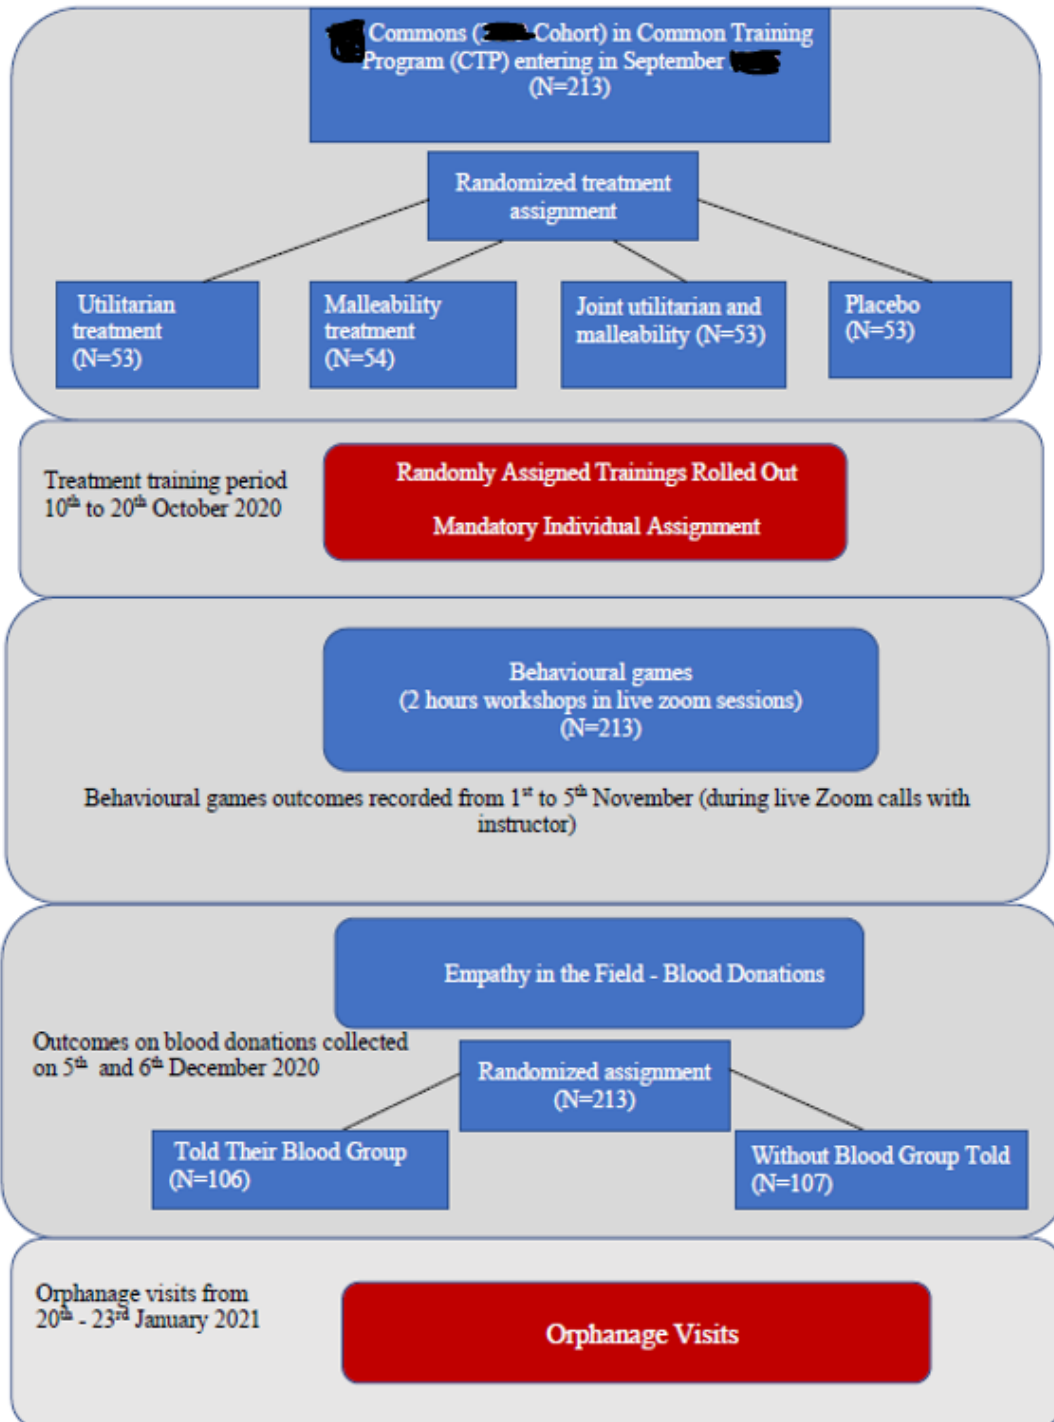 Commons ( Cohort) in Common Training
Program (CTP) entering in September
(N=213)
Randomized treatment
assignment
Utilitarian
treatment
(N=53)
Malleability
treatment
(N=54)
Joint utilitarian and
malleability (N=53)
Placebo
(N=53)
Treatment training period
10th to 20th October 2020
Randomly Assigned Trainings Rolled Out
Mandatory Individual Assignment
Behavioural games
(2 hours workshops in live zoom sessions)
(N=213)
Behavioural games outcomes recorded from 1st to 5th November (during live Zoom calls with
instructor)
Empathy in the Field - Blood Donations
Outcomes on blood donations collected
on 5th and 6th December 2020
Randomized assignment
(N=213)
Told Their Blood Group
(N=106)
Without Blood Group Told
(N=107)
Orphanage visits from
20th - 23rd January 2021
Orphanage Visits